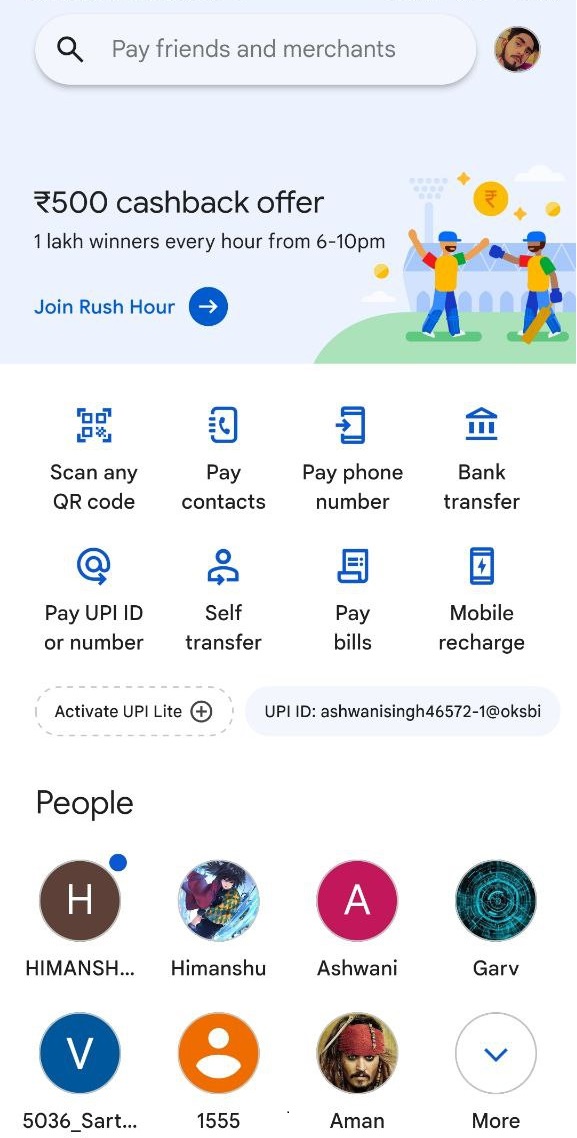 Pay friends and merchants
₹500 cashback offer
1 lakh winners every hour from 6-10pm
Join Rush Hour
₹
Scan any
QR code
Pay
contacts
Pay phone
number
Bank
transfer
Pay UPI ID
or number
Self
transfer
Pay
bills
Mobile
recharge
Activate UPI Lite
UPI ID: ashwanisingh46572-1@oksbi
People
H
A
HIMANSH...
Himanshu
Ashwani
Garv
V
5036_Sart...
1555
Aman
More